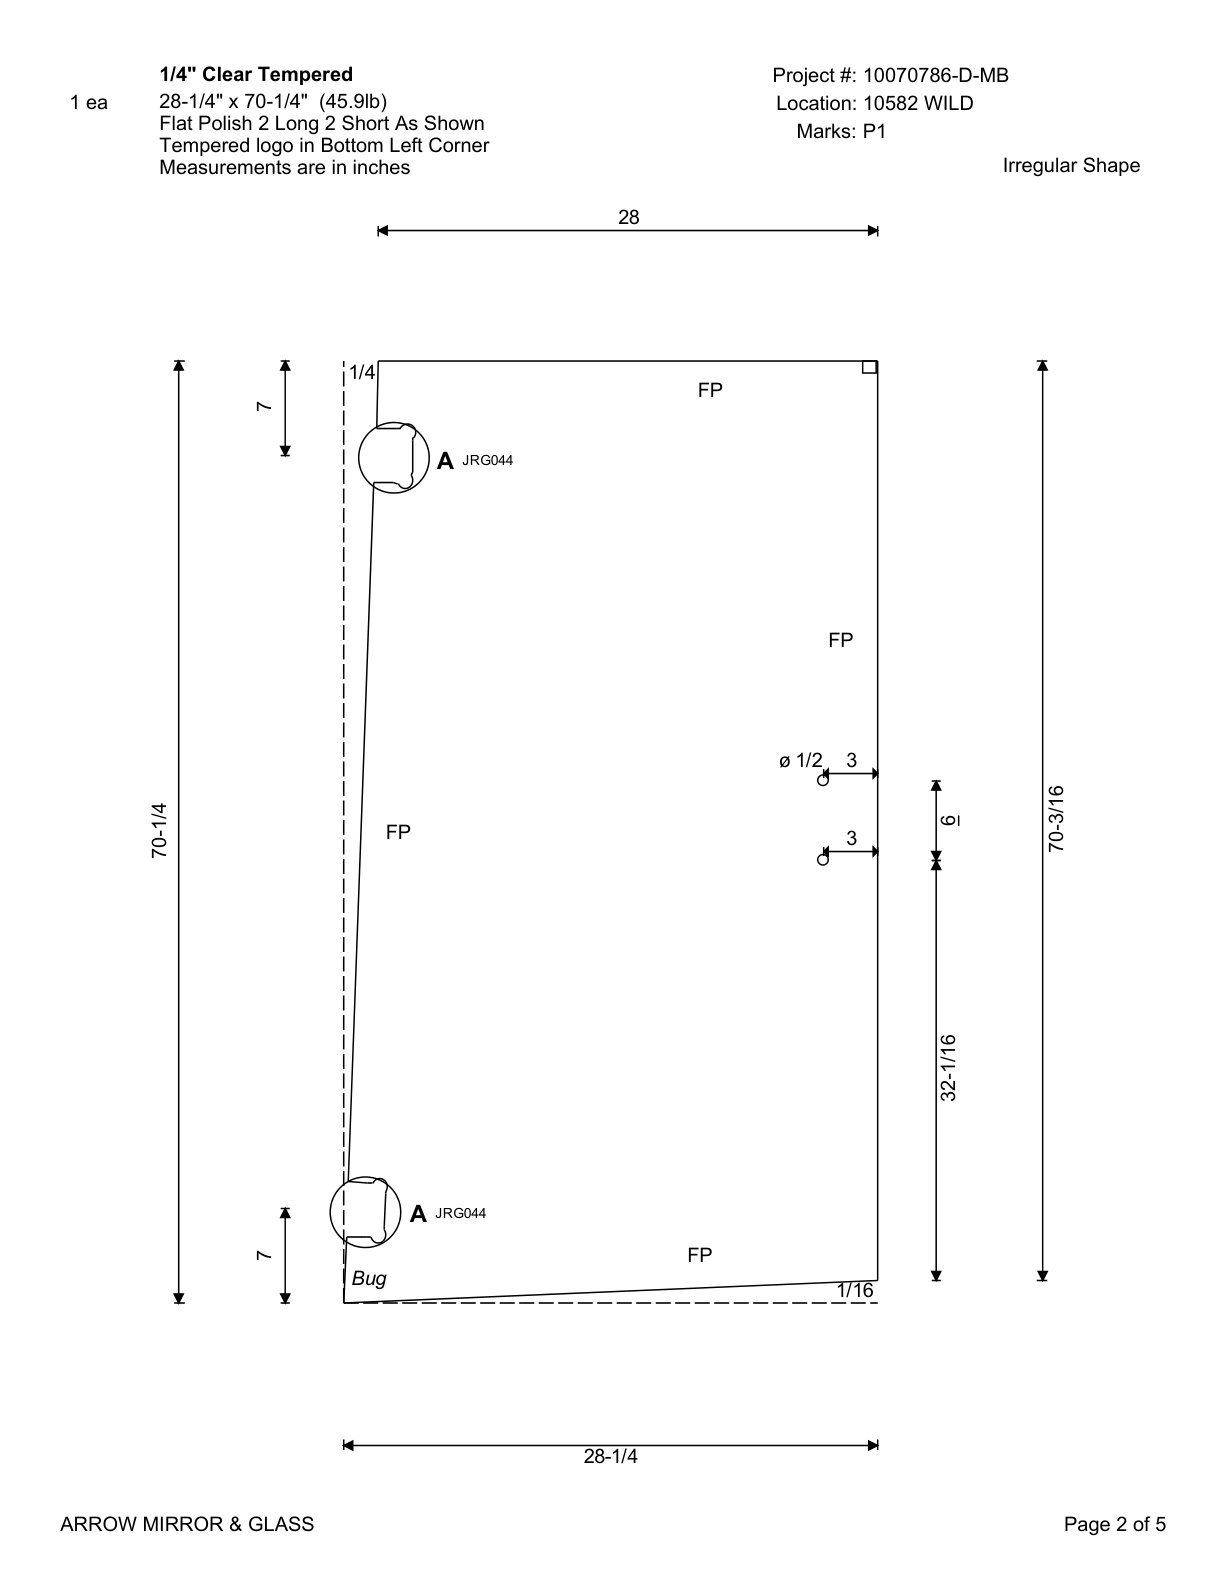 1/4" Clear Tempered
1 ea
28-1/4" x 70-1/4" (45.9lb)
Flat Polish 2 Long 2 Short As Shown
Tempered logo in Bottom Left Corner
Measurements are in inches
Project #: 10070786-D-MB
Location: 10582 WILD
Marks: P1
Irregular Shape
28
1/4
7
FP
A JRG044
FP
ø 1/2
3
6
3
70-1/4
FP
70-3/16
32-1/16
A JRG044
7
FP
Bug
1/16
28-1/4
ARROW MIRROR & GLASS
Page 2 of 5